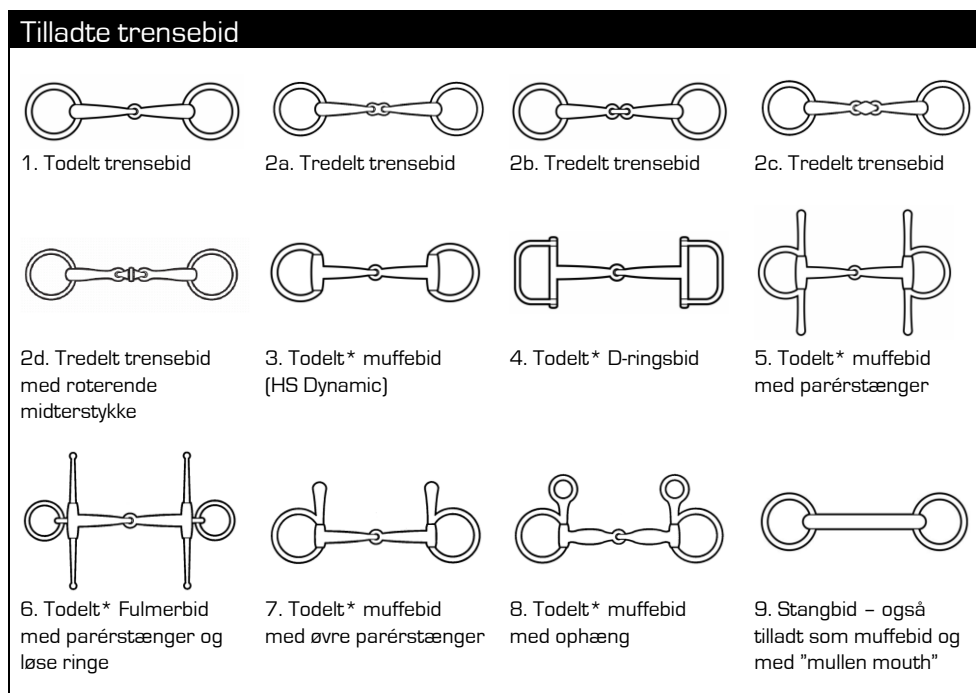 Tilladte trensebid
1. Todelt trensebid
2a. Tredelt trensebid
2b. Tredelt trensebid
2c. Tredelt trensebid
2d. Tredelt trensebid
med roterende
midterstykke
3. Todelt* muffebid
(HS Dynamic)
4. Todelt* D-ringsbid
5. Todelt* muffebid
med parérstænger
6. Todelt* Fulmerbid
med parérstænger og
løse ringe
7. Todelt* muffebid
med øvre parérstænger
8. Todelt* muffebid
med ophæng
9. Stangbid – også
tilladt som muffebid og
med ”mullen mouth”